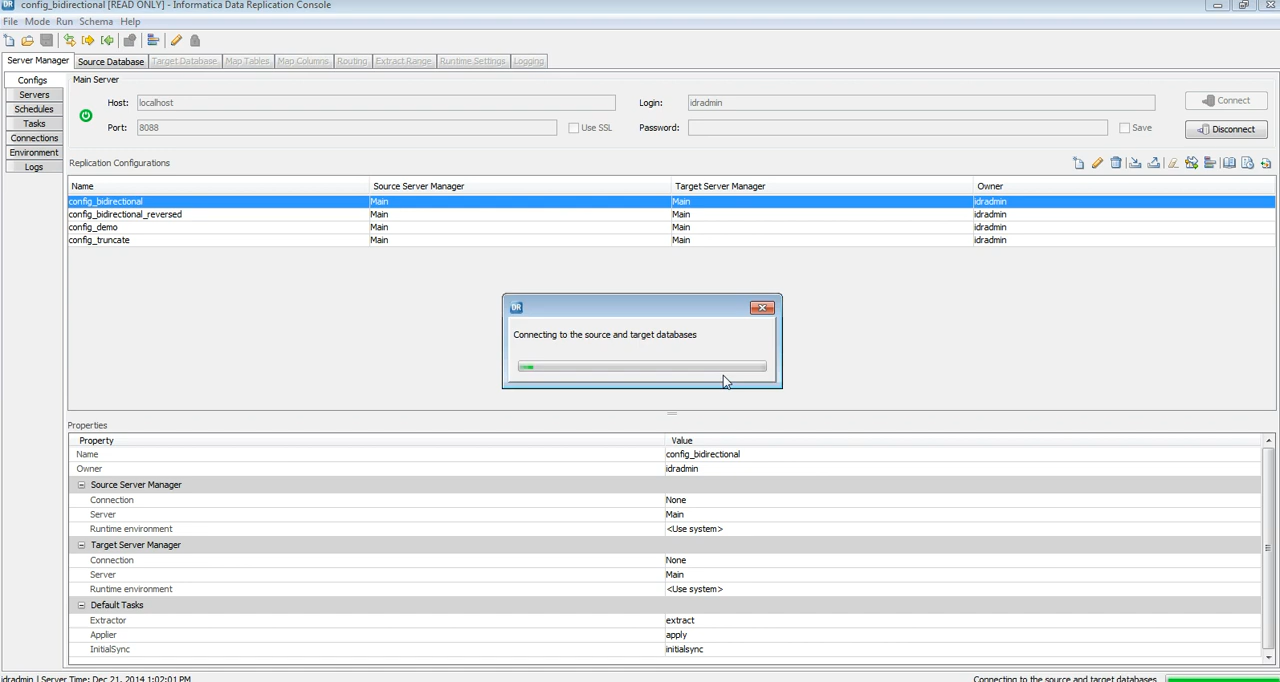 DR config_bidirectional [READ ONLY] - Informatica Data Replication Console
File Mode Run Schema Help
Server Manager Source Database Target Database Map Tables Map Columns Routing Extract Range Runtime Settings Logging
Configs
Servers
Schedules
Tasks
Connections
Environment
Logs
Main Server
Host: localhost Login: idradmin Connect
Port: 8088 Use SSL Password: Save Disconnect
Replication Configurations
Name Source Server Manager Target Server Manager Owner
config_bidirectional Main Main idradmin
config_bidirectional_reversed Main Main idradmin
config_demo Main Main idradmin
config_truncate Main Main idradmin
DR
Connecting to the source and target databases
Properties
Property Value
Name config_bidirectional
Owner idradmin
Source Server Manager
Connection None
Server Main
Runtime environment <Use system>
Target Server Manager
Connection None
Server Main
Runtime environment <Use system>
Default Tasks
Extractor extract
Applier apply
InitialSync initialsync
idradmin | Server Time: Dec 21, 2014 1:02:01 PM Connecting to the source and target databases